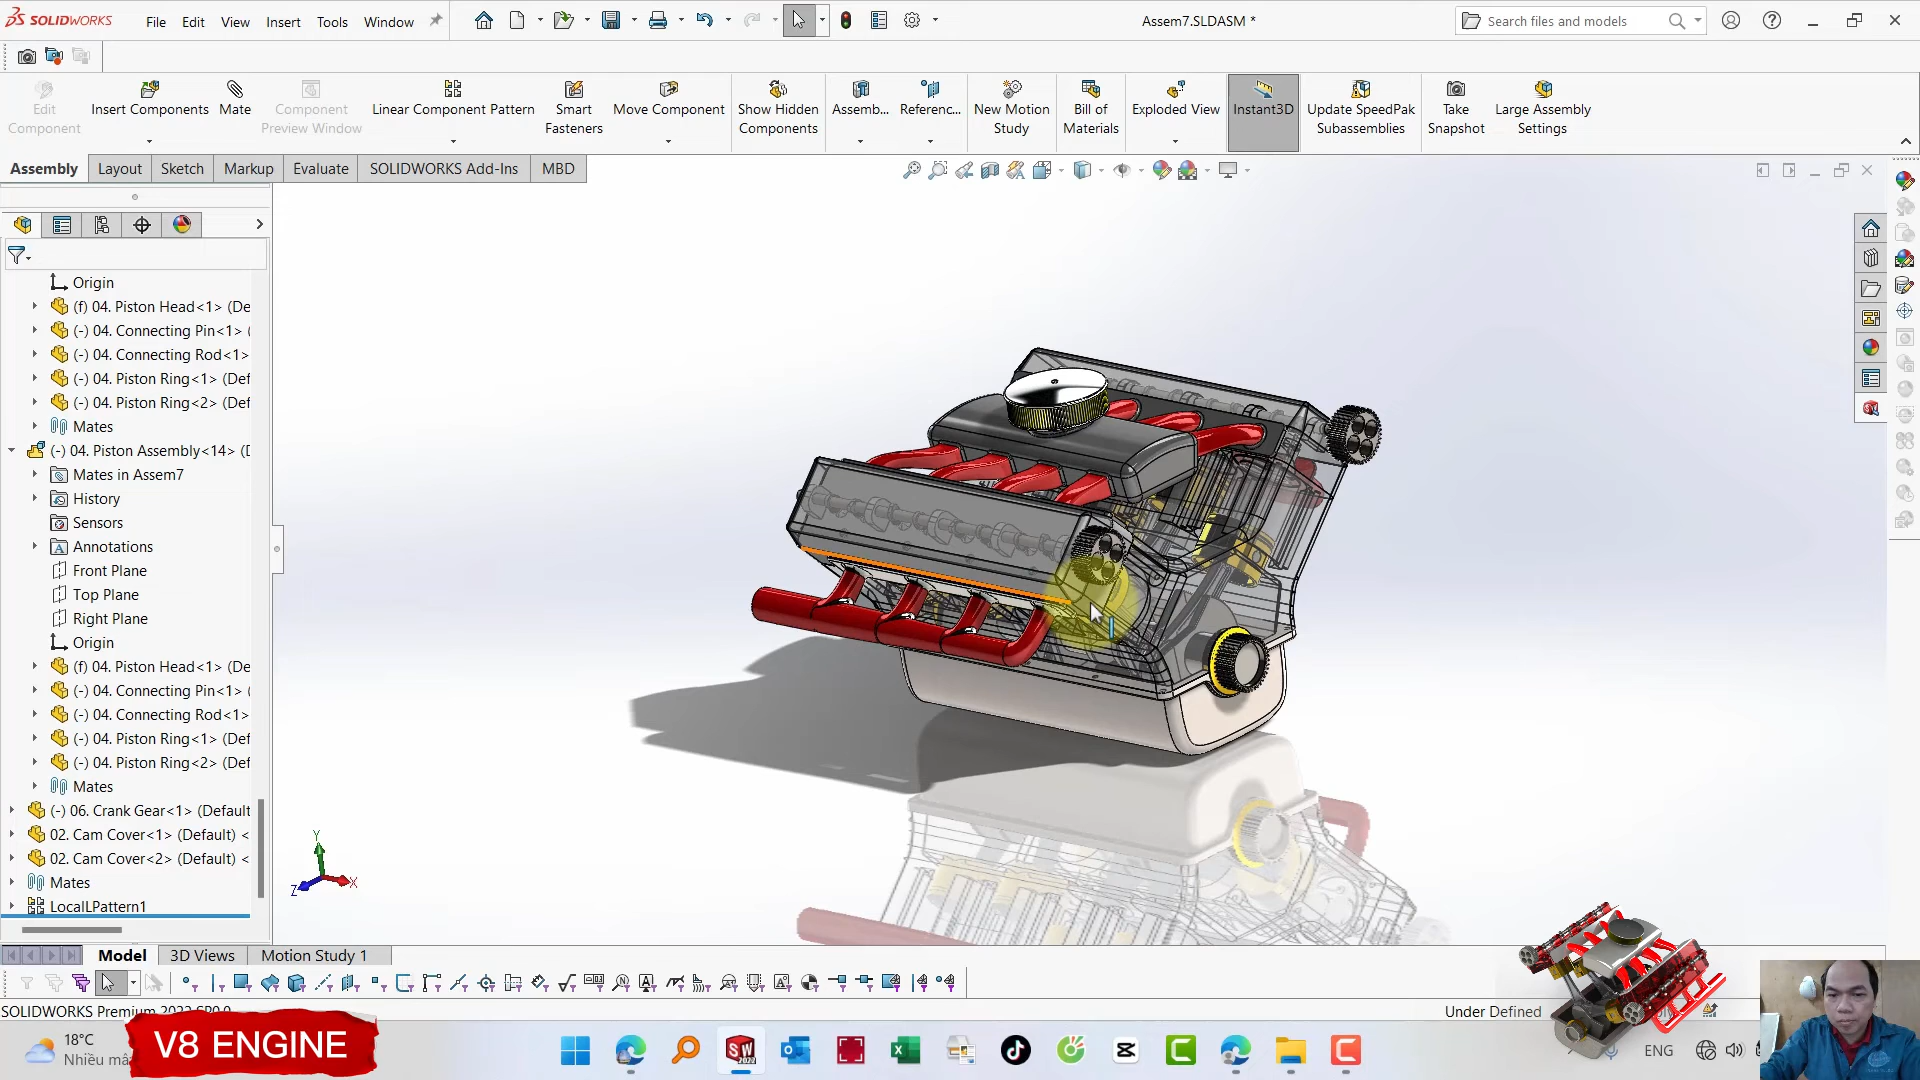 SOLIDWORKS File Edit View Insert Tools Window Assem7.SLDASM * Search files and models
Edit Component
Insert Components
Mate
Component Preview Window
Linear Component Pattern
Smart Fasteners
Move Component
Show Hidden Components
Assemb...
Referenc...
New Motion Study
Bill of Materials
Exploded View
Instant3D
Update SpeedPak Subassemblies
Take Snapshot
Large Assembly Settings
Assembly Layout Sketch Markup Evaluate SOLIDWORKS Add-Ins MBD
Origin
(f) 04. Piston Head<1> (De
(-) 04. Connecting Pin<1> (
(-) 04. Connecting Rod<1>
(-) 04. Piston Ring<1> (Def
(-) 04. Piston Ring<2> (Def
Mates
(-) 04. Piston Assembly<14> (D
Mates in Assem7
History
Sensors
Annotations
Front Plane
Top Plane
Right Plane
Origin
(f) 04. Piston Head<1> (De
(-) 04. Connecting Pin<1> (
(-) 04. Connecting Rod<1>
(-) 04. Piston Ring<1> (Def
(-) 04. Piston Ring<2> (Def
Mates
(-) 06. Crank Gear<1> (Default
02. Cam Cover<1> (Default) <
02. Cam Cover<2> (Default) <
Mates
LocalLPattern1
Y
Z
X
Model 3D Views Motion Study 1
SOLIDWORKS Premium 2022 SP0.0
Under Defined
18°C
Nhiều mâ
V8 ENGINE
ENG